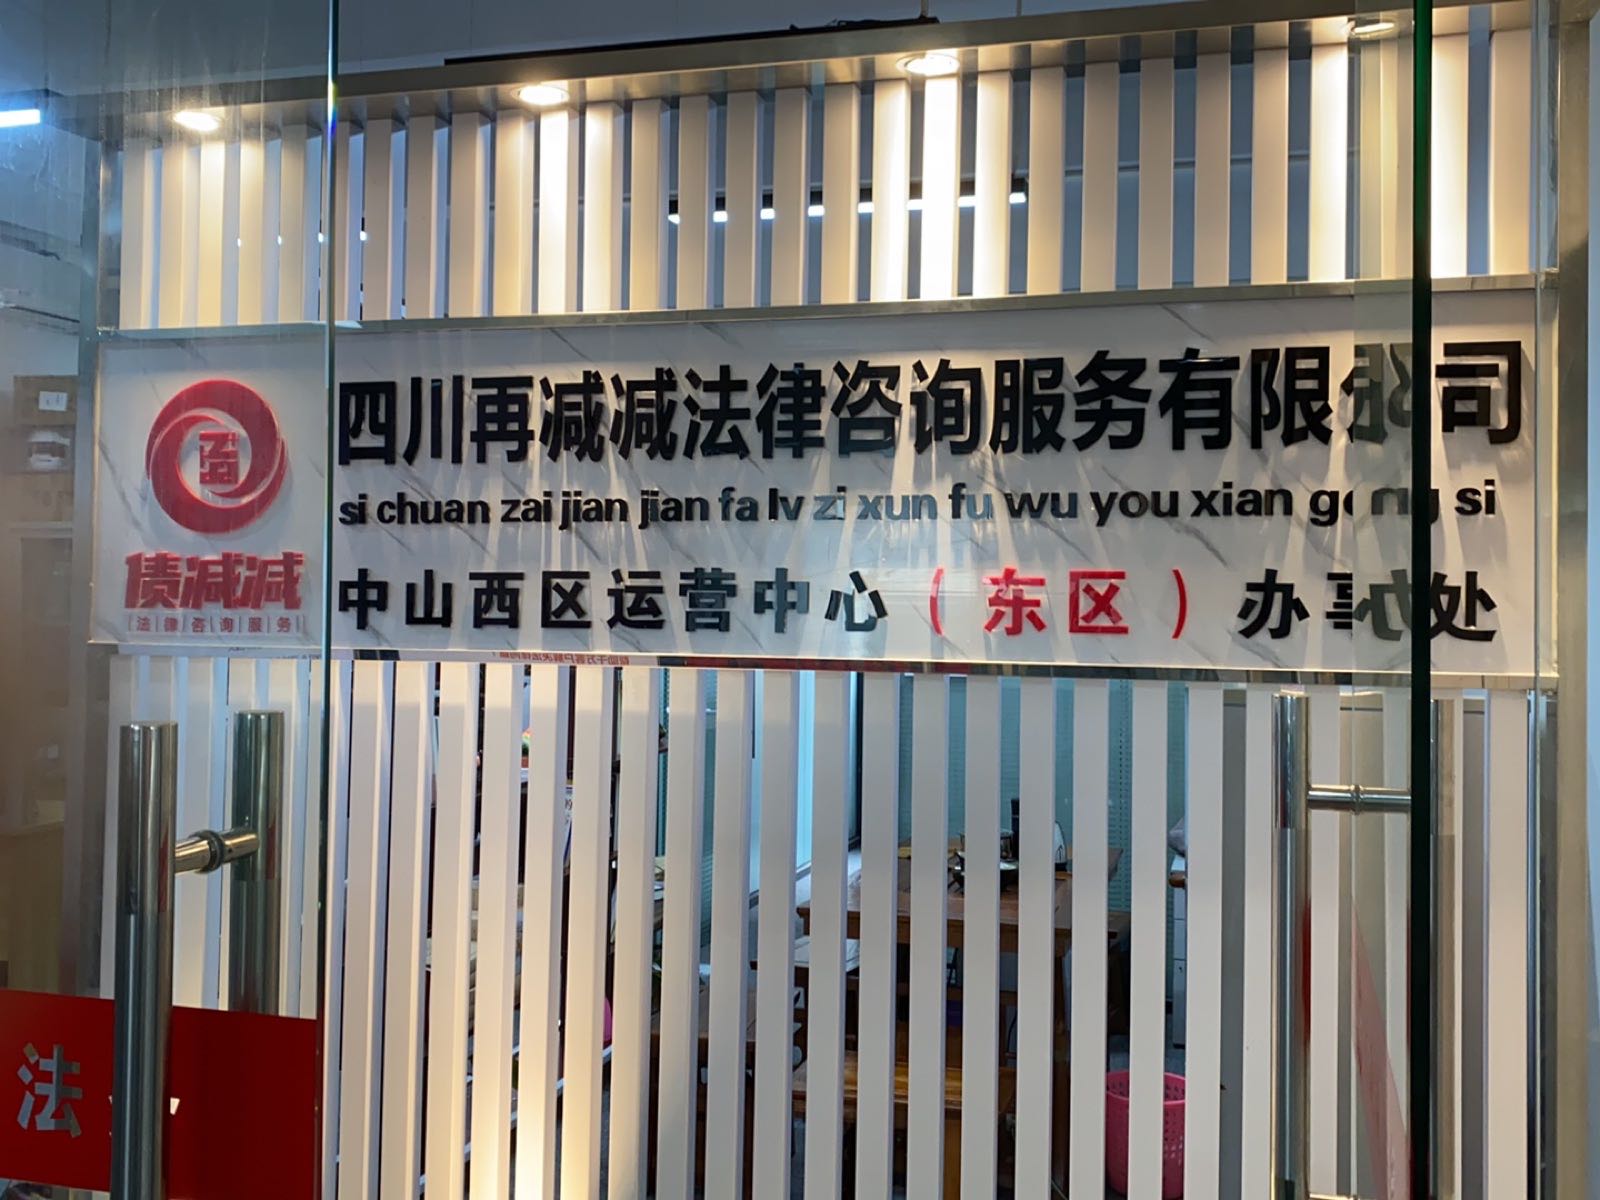 四川再减减法律咨询服务有限公司
si chuan zai jian jian fa lv zi xun fu wu you xian gong si
债减减
法律咨询服务
中山西区运营中心(东区)办事处
法